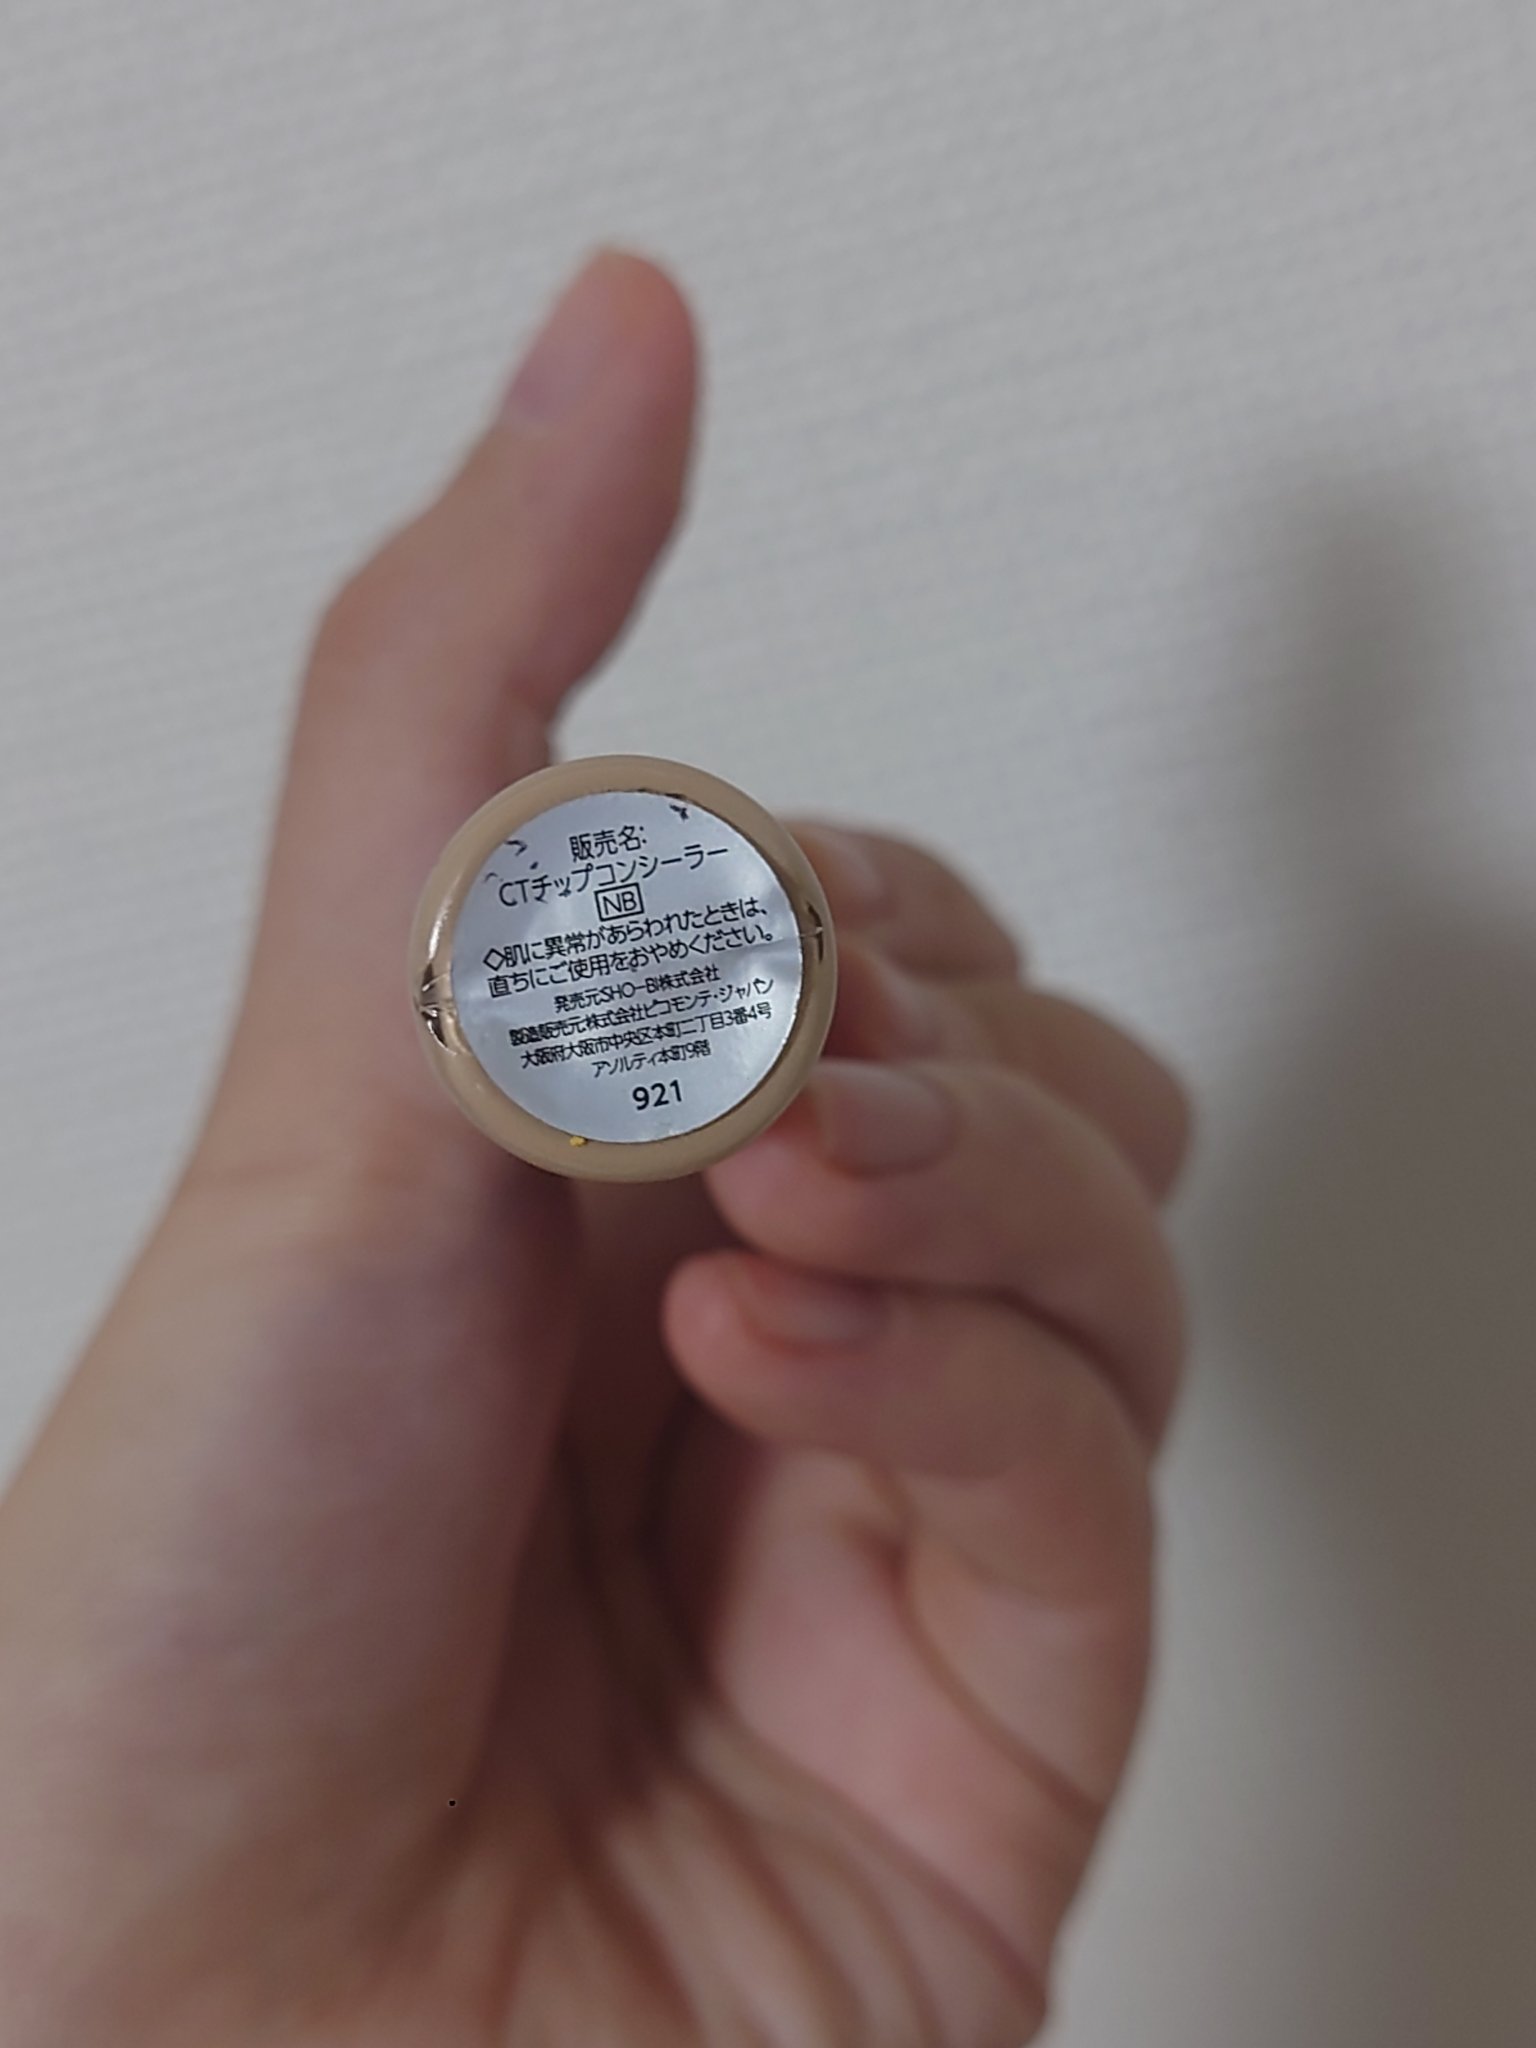 販売名:
CTチップコンシーラー
NB
◇肌に異常があらわれたときは、
直ちにご使用をおやめください。
発売元SHO-BI株式会社
製造販売元:株式会社ピコモンテ・ジャパン
大阪府大阪市中央区本町二丁目3番4号
アソルティ本町9階
921